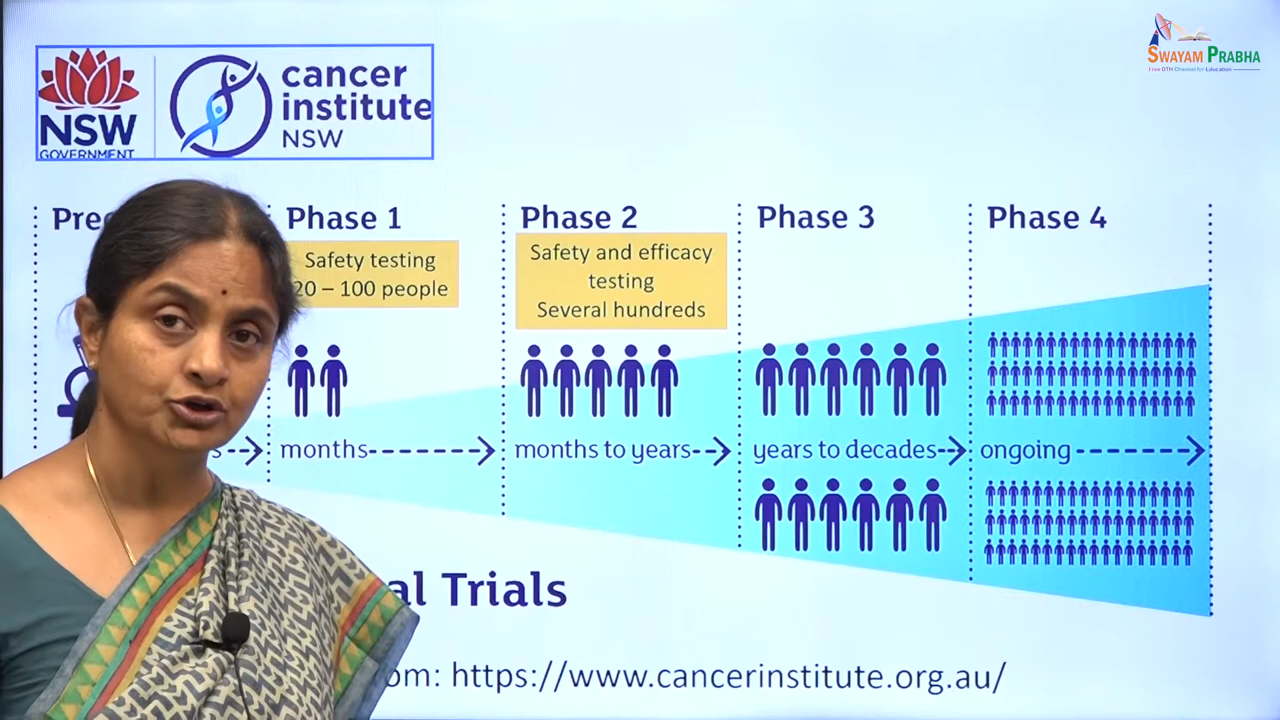 SWAYAM PRABHA
Free DTH Channel for Education
NSW
GOVERNMENT
cancer
institute
NSW
Phase 1
Phase 2
Phase 3
Phase 4
Safety testing
20 – 100 people
Safety and efficacy
testing
Several hundreds
months
months to years
years to decades
ongoing
Trials
https://www.cancerinstitute.org.au/